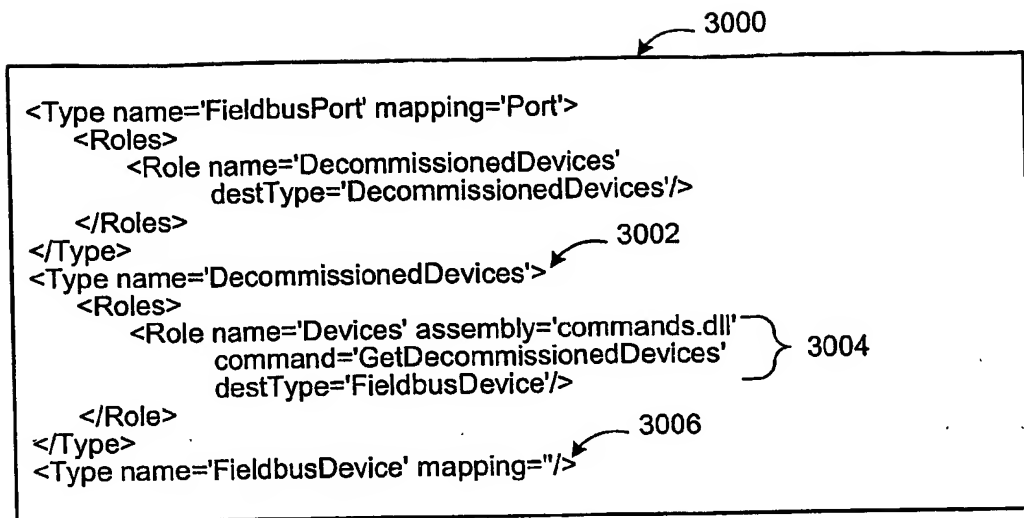 3000
<Type name='FieldbusPort' mapping='Port'>
<Roles>
<Role name='DecommissionedDevices'
destType='DecommissionedDevices'/>
</Roles>
</Type>
3002
<Type name='DecommissionedDevices'>
<Roles>
<Role name='Devices' assembly='commands.dll'
command='GetDecommissionedDevices'
destType='FieldbusDevice'/>
3004
</Role>
</Type>
3006
<Type name='FieldbusDevice' mapping=''/>